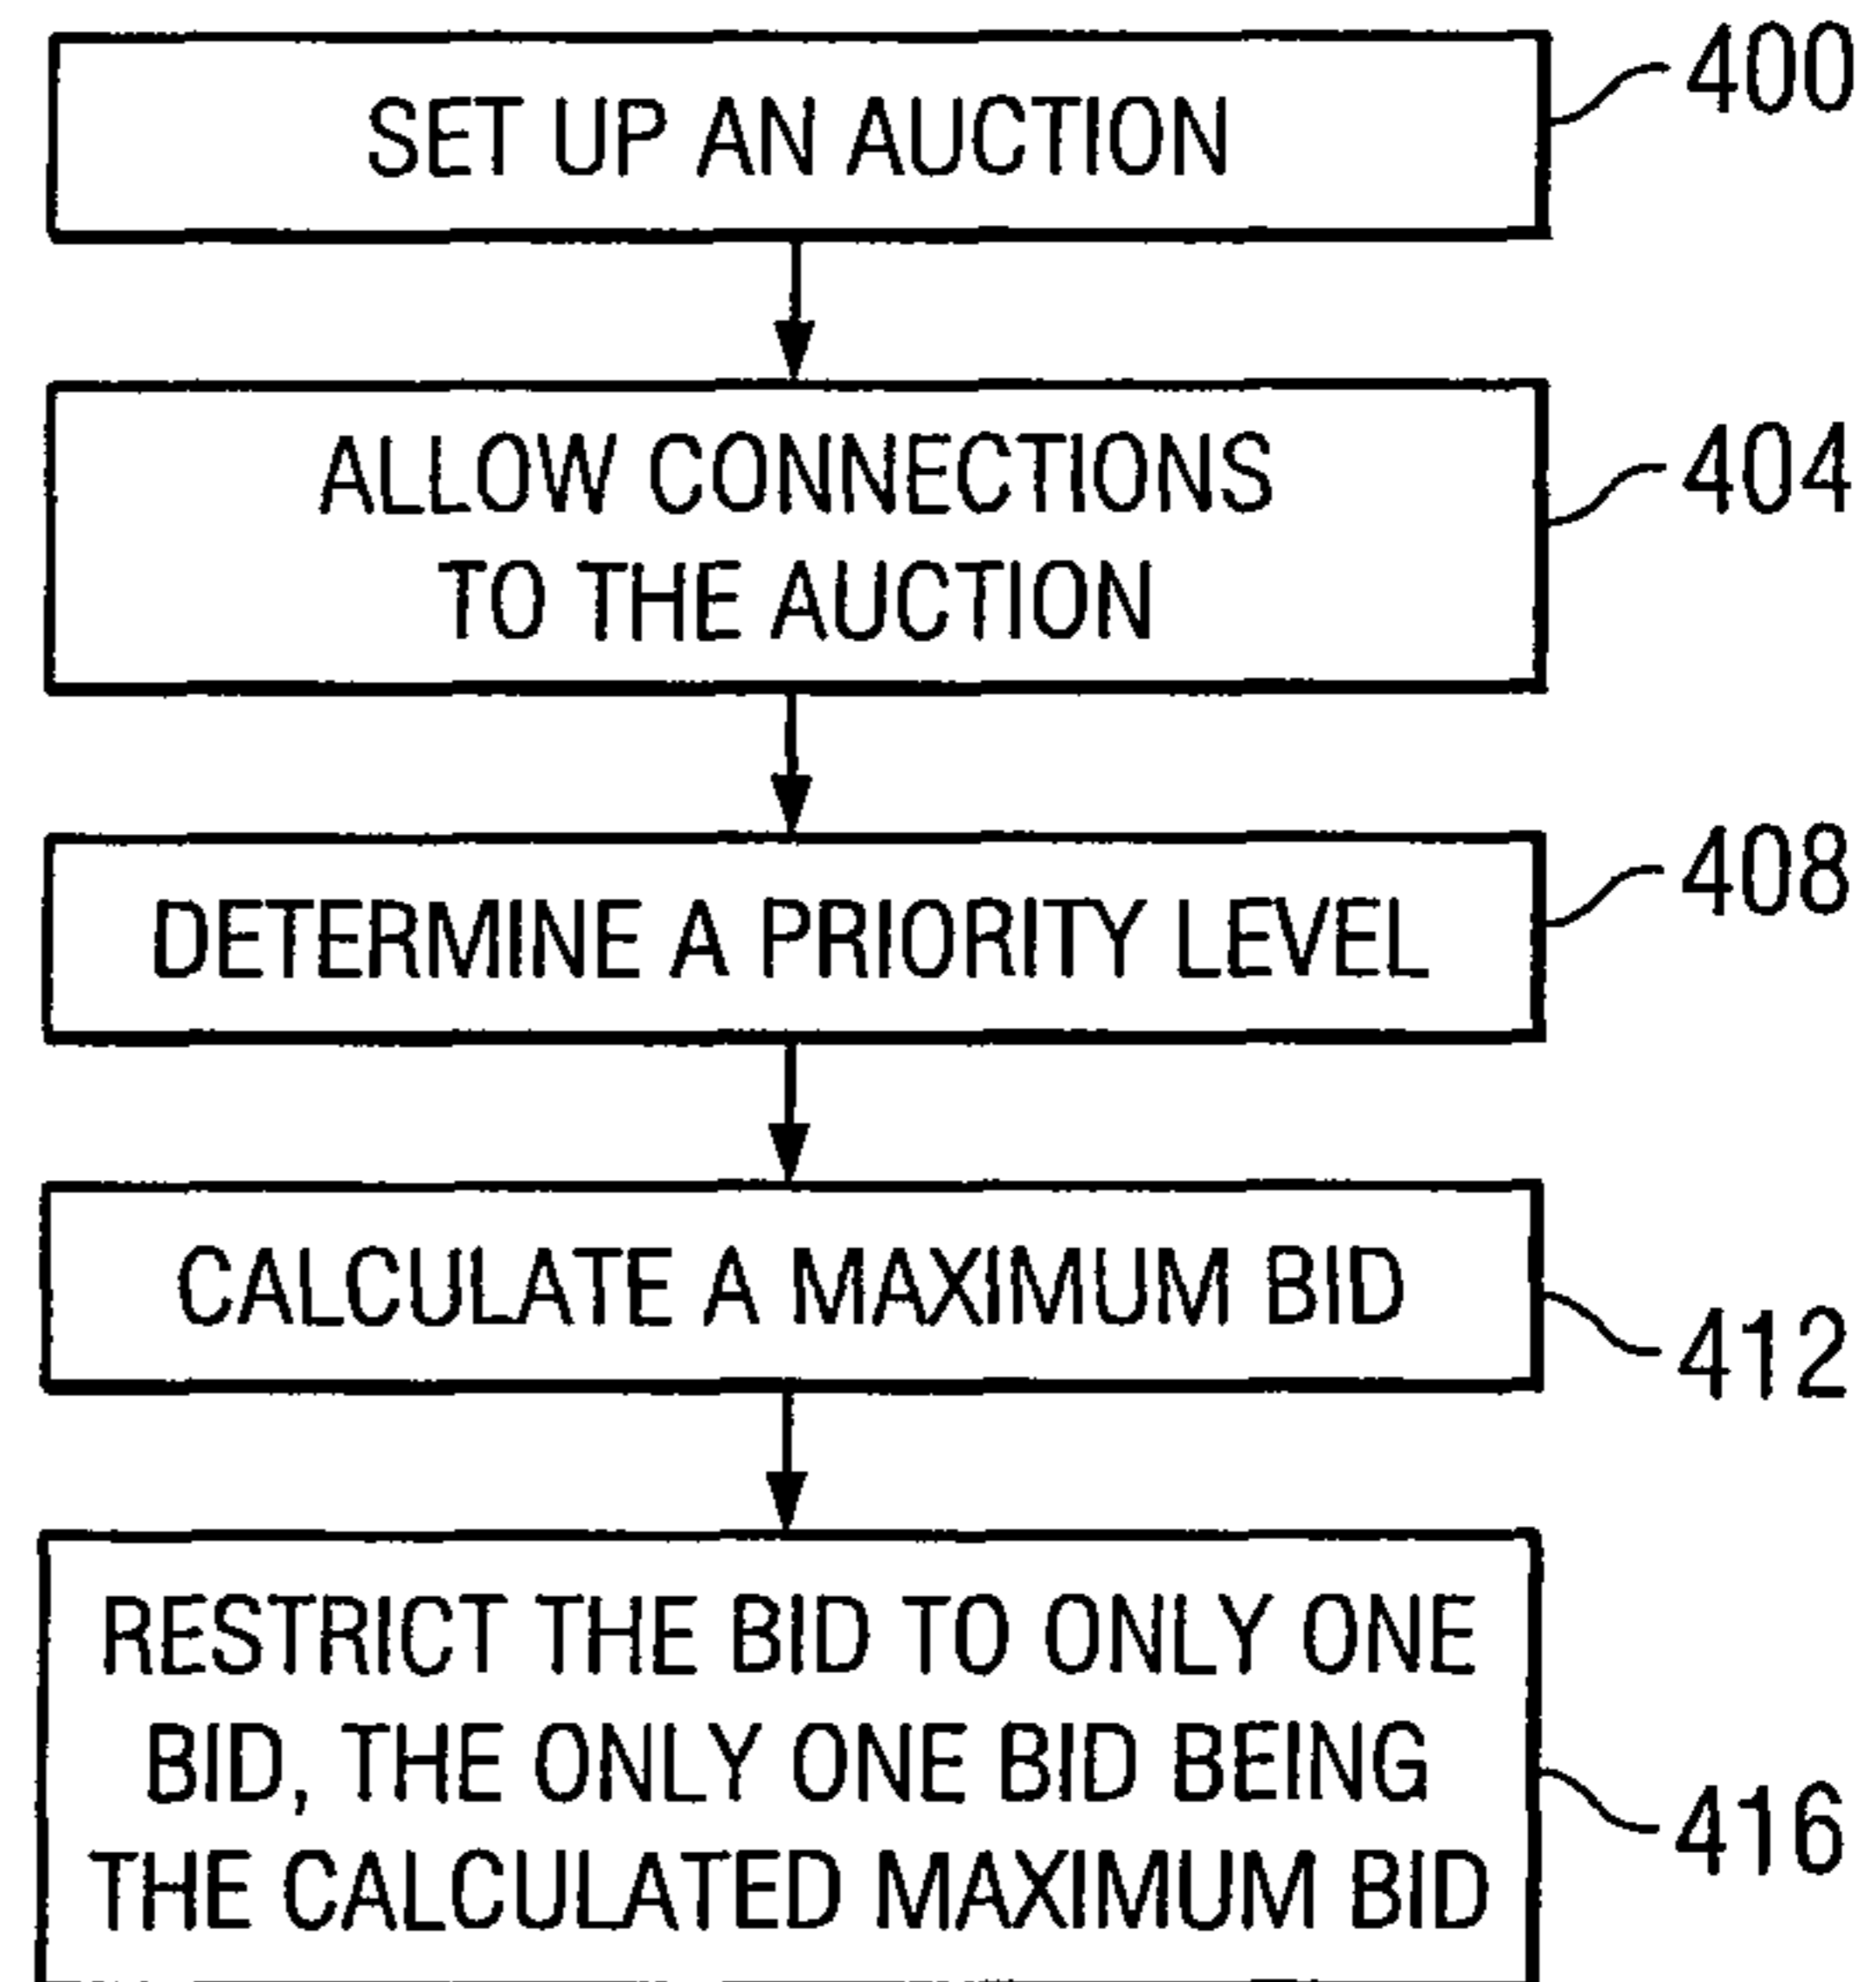 SET UP AN AUCTION
400
ALLOW CONNECTIONS
TO THE AUCTION
404
DETERMINE A PRIORITY LEVEL
408
CALCULATE A MAXIMUM BID
412
RESTRICT THE BID TO ONLY ONE
BID, THE ONLY ONE BID BEING
THE CALCULATED MAXIMUM BID
416